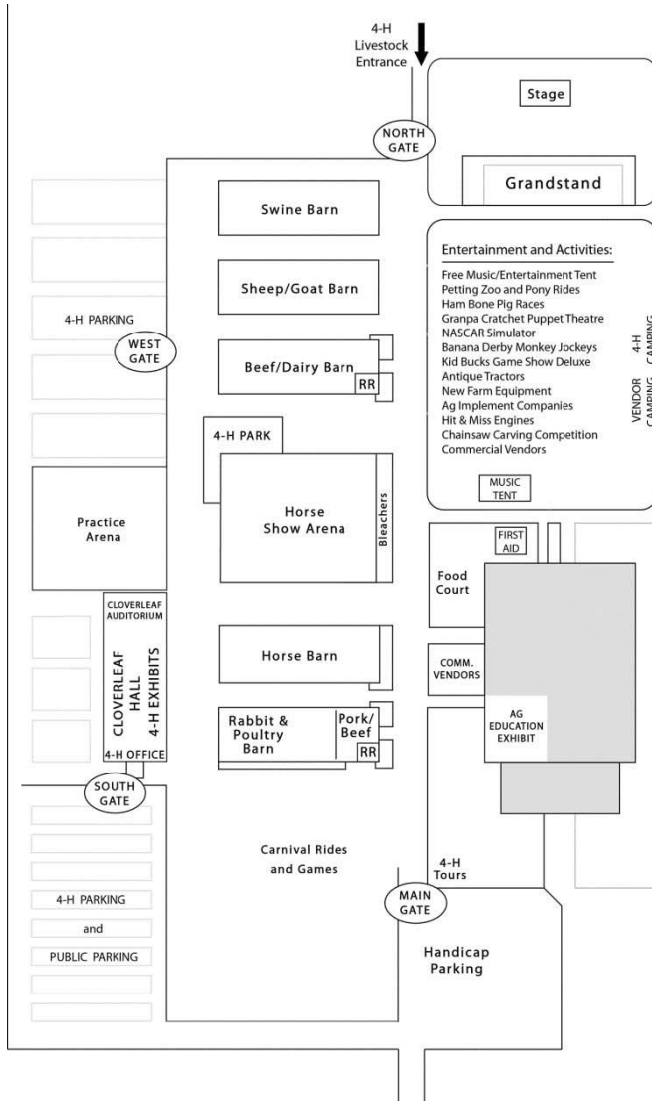 4-H
Livestock
Entrance
Stage
NORTH
GATE
Grandstand
Swine Barn
Sheep/Goat Barn
4-H PARKING
WEST
GATE
Beef/Dairy Barn
RR
Entertainment and Activities:
Free Music/Entertainment Tent
Petting Zoo and Pony Rides
Ham Bone Pig Races
Granpa Cratchet Puppet Theatre
NASCAR Simulator
Banana Derby Monkey Jockeys
Kid Bucks Game Show Deluxe
Antique Tractors
New Farm Equipment
Ag Implement Companies
Hit & Miss Engines
Chainsaw Carving Competition
Commercial Vendors
4-H
CAMPING
VENDOR
CAMPING
4-H PARK
MUSIC
TENT
Practice
Arena
Horse
Show Arena
Bleachers
FIRST
AID
Food
Court
CLOVERLEAF
AUDITORIUM
CLOVERLEAF
HALL
4-H EXHIBITS
4-H OFFICE
Horse Barn
COMM.
VENDORS
Rabbit &
Poultry
Barn
Pork/
Beef
RR
AG
EDUCATION
EXHIBIT
SOUTH
GATE
Carnival Rides
and Games
4-H
Tours
MAIN
GATE
4-H PARKING
and
PUBLIC PARKING
Handicap
Parking